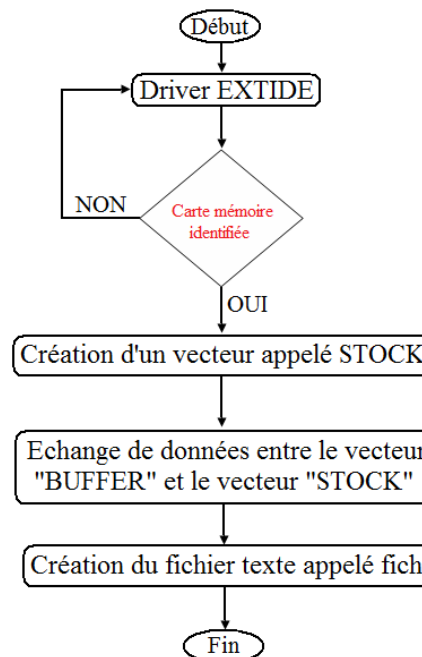 Début
Driver EXTIDE
Carte mémoire
identifiée
NON
OUI
Création d'un vecteur appelé STOCK
Echange de données entre le vecteur
"BUFFER" et le vecteur "STOCK"
Création du fichier texte appelé fich
Fin